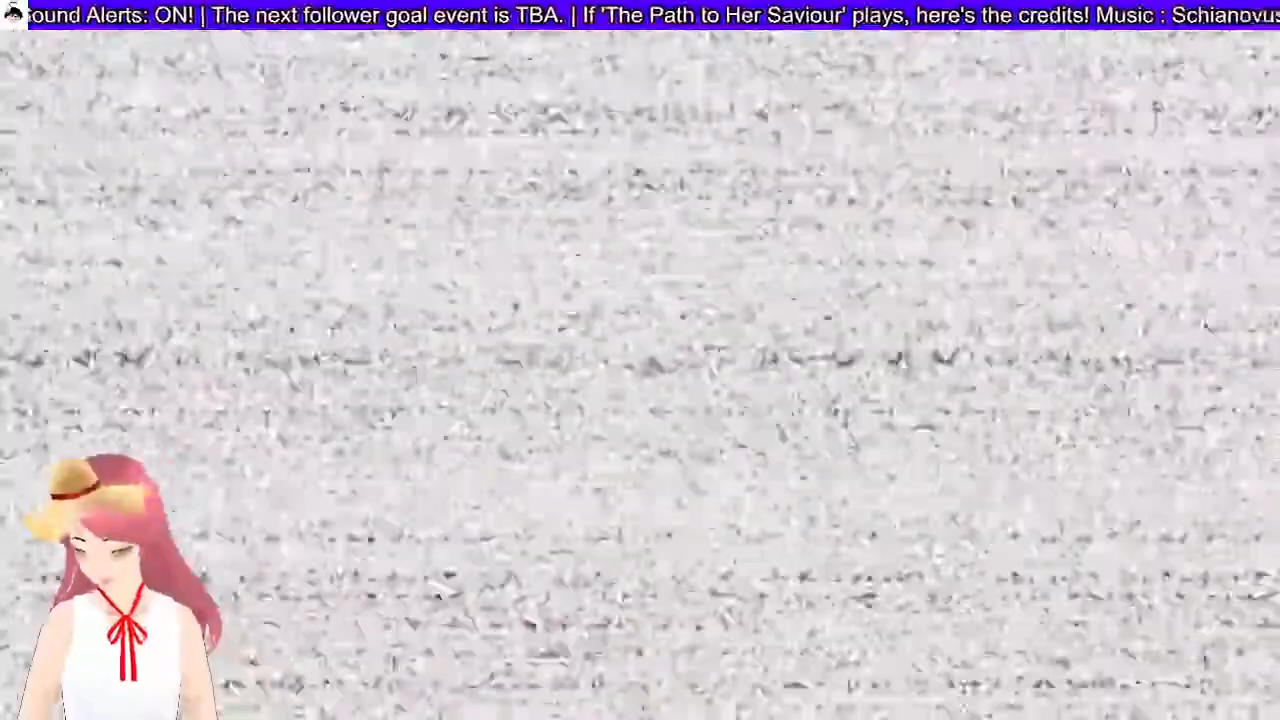 ound Alerts: ON! | The next follower goal event is TBA. | If 'The Path to Her Saviour' plays, here's the credits! Music : Schianovu